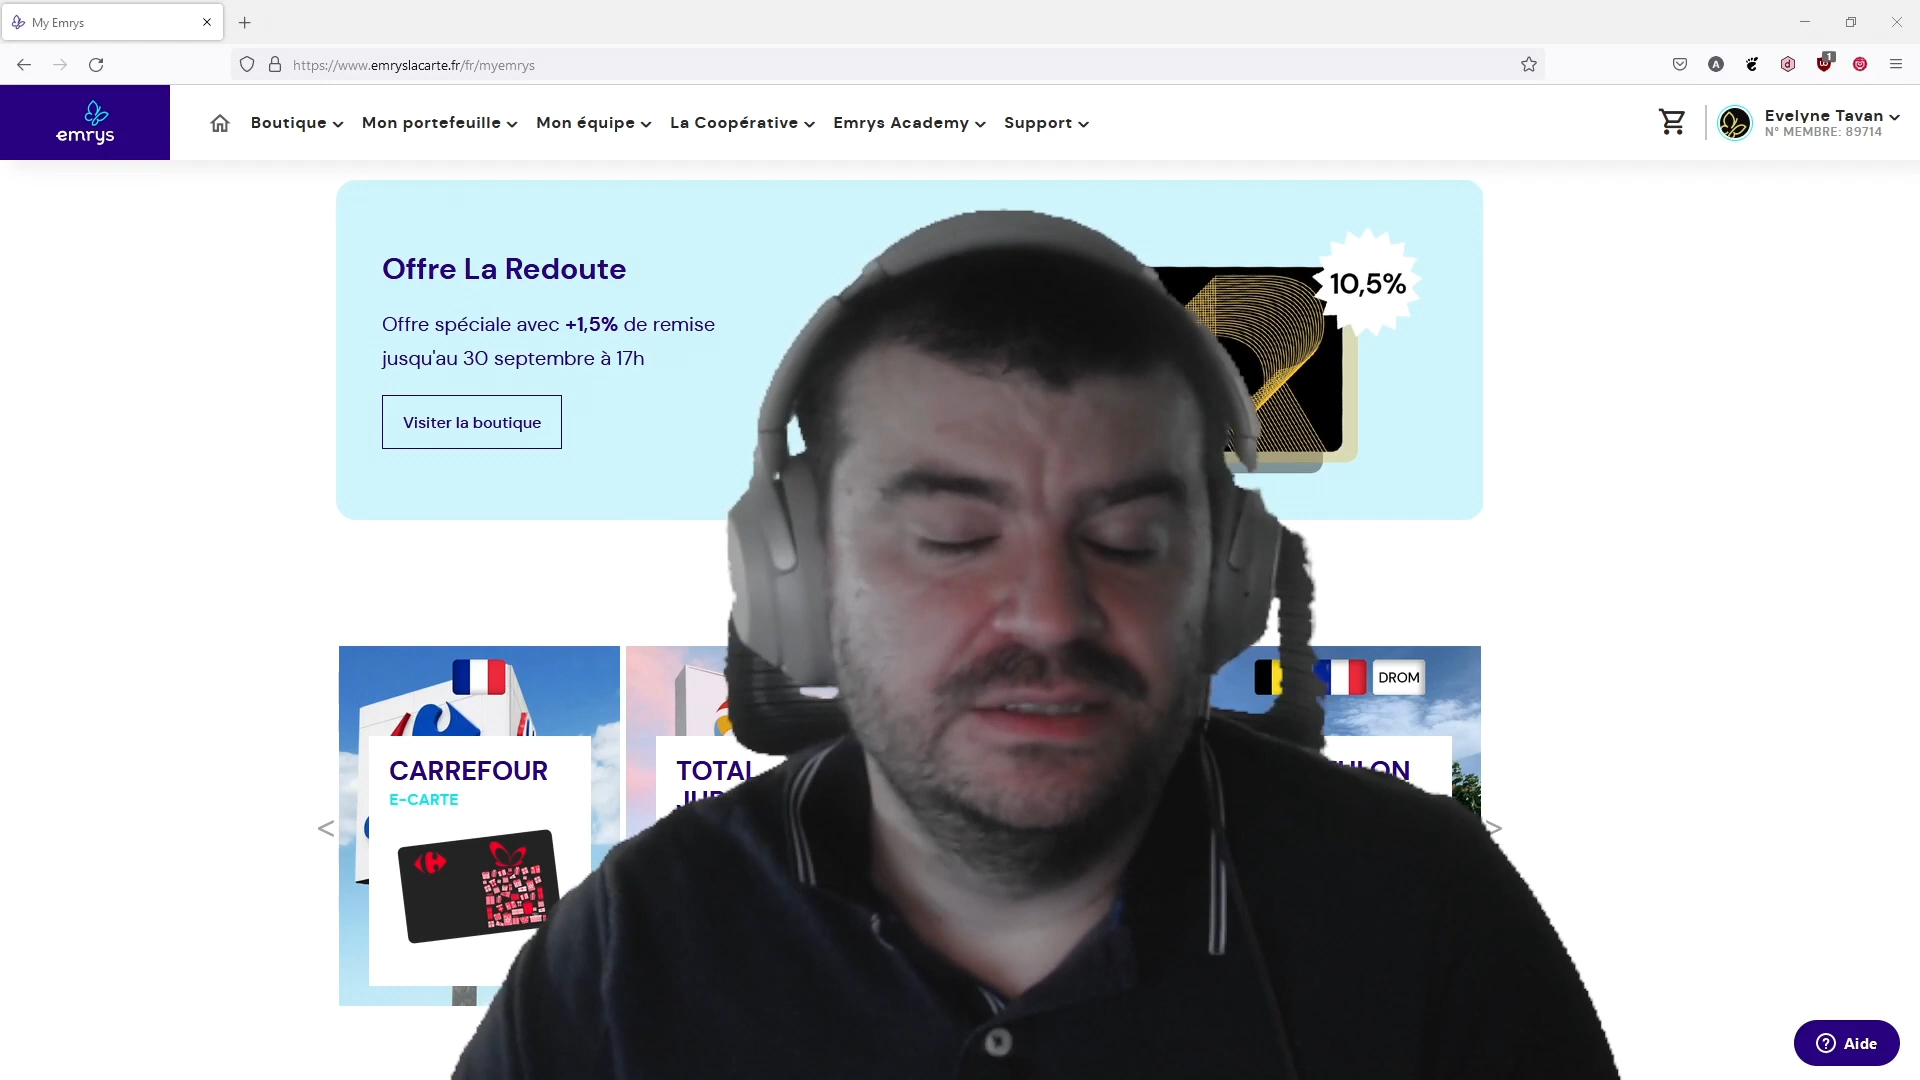 My Emrys
https://www.emryslacarte.fr/fr/myemrys
1
emrys
Boutique
Mon portefeuille
Mon équipe
La Coopérative
Emrys Academy
Support
Evelyne Tavan
N° MEMBRE: 89714
Offre La Redoute
Offre spéciale avec +1,5% de remise
jusqu'au 30 septembre à 17h
Visiter la boutique
10,5%
DROM
CARREFOUR
E-CARTE
TOTAL
< >
Aide